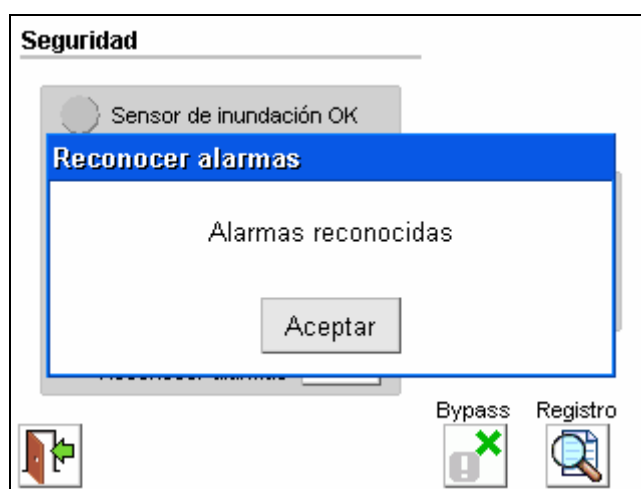 Seguridad
Sensor de inundación OK
Reconocer alarmas
Alarmas reconocidas
Aceptar
Bypass Registro